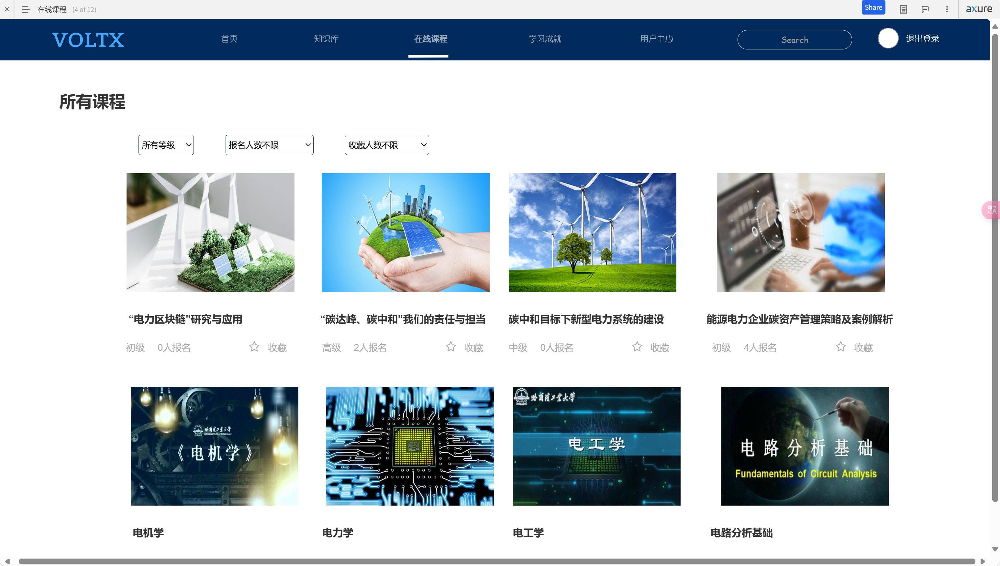 在线课程 (4 of 12)
Share
axure
VOLTX
首页
知识库
在线课程
学习成就
用户中心
Search
退出登录
所有课程
所有等级
报名人数不限
收藏人数不限
“电力区块链”研究与应用
“碳达峰、碳中和”我们的责任与担当
碳中和目标下新型电力系统的建设
能源电力企业碳资产管理策略及案例解析
初级 0人报名 收藏
高级 2人报名 收藏
中级 0人报名 收藏
初级 4人报名 收藏
哈尔滨工业大学
HARBIN INSTITUTE OF TECHNOLOGY
《电机学》
哈尔滨工业大学
电工学
电路分析基础
Fundamentals of Circuit Analysis
电机学
电力学
电工学
电路分析基础